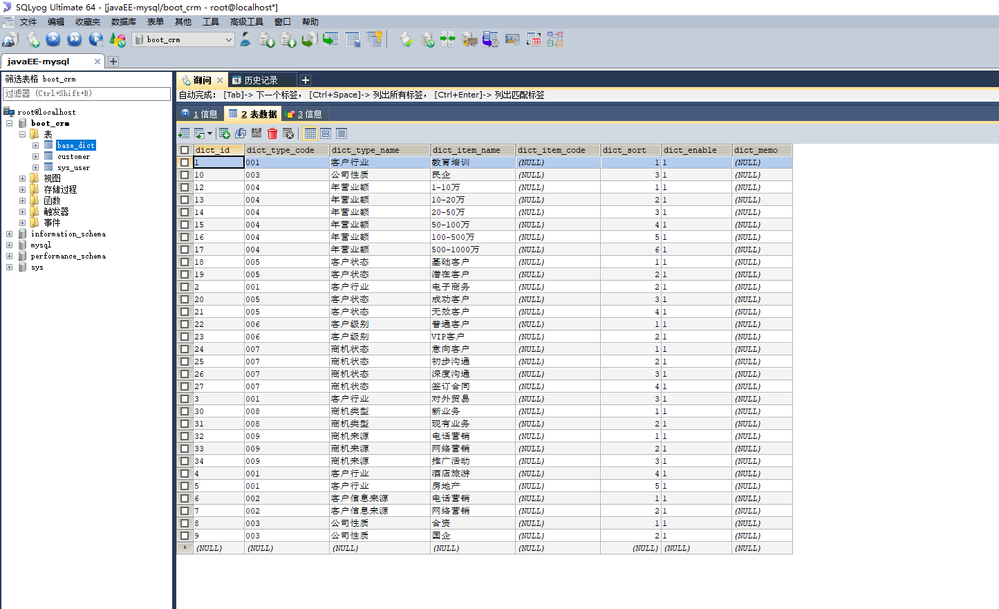 SQLyog Ultimate 64 - [javaEE-mysql/boot_crm - root@localhost*]
文件 编辑 收藏夹 数据库 表单 其他 工具 高级工具 窗口 帮助
boot_crm
javaEE-mysql
筛选表格 boot_crm
过滤器 (Ctrl+Shift+B)
root@localhost
boot_crm
表
base_dict
customer
sys_user
视图
存储过程
函数
触发器
事件
information_schema
mysql
performance_schema
sys
询问 历史记录
自动完成： [Tab]-> 下一个标签， [Ctrl+Space]-> 列出所有标签， [Ctrl+Enter]-> 列出匹配标签
1 信息 2 表数据 3 信息
dict_id dict_type_code dict_type_name dict_item_name dict_item_code dict_sort dict_enable dict_memo
1 001 客户行业 教育培训 (NULL) 1 1 (NULL)
10 003 公司性质 民企 (NULL) 3 1 (NULL)
12 004 年营业额 1-10万 (NULL) 1 1 (NULL)
13 004 年营业额 10-20万 (NULL) 2 1 (NULL)
14 004 年营业额 20-50万 (NULL) 3 1 (NULL)
15 004 年营业额 50-100万 (NULL) 4 1 (NULL)
16 004 年营业额 100-500万 (NULL) 5 1 (NULL)
17 004 年营业额 500-1000万 (NULL) 6 1 (NULL)
18 005 客户状态 基础客户 (NULL) 1 1 (NULL)
19 005 客户状态 潜在客户 (NULL) 2 1 (NULL)
2 001 客户行业 电子商务 (NULL) 2 1 (NULL)
20 005 客户状态 成功客户 (NULL) 3 1 (NULL)
21 005 客户状态 无效客户 (NULL) 4 1 (NULL)
22 006 客户级别 普通客户 (NULL) 1 1 (NULL)
23 006 客户级别 VIP客户 (NULL) 2 1 (NULL)
24 007 商机状态 意向客户 (NULL) 1 1 (NULL)
25 007 商机状态 初步沟通 (NULL) 2 1 (NULL)
26 007 商机状态 深度沟通 (NULL) 3 1 (NULL)
27 007 商机状态 签订合同 (NULL) 4 1 (NULL)
3 001 客户行业 对外贸易 (NULL) 3 1 (NULL)
30 008 商机类型 新业务 (NULL) 1 1 (NULL)
31 008 商机类型 现有业务 (NULL) 2 1 (NULL)
32 009 商机来源 电话营销 (NULL) 1 1 (NULL)
33 009 商机来源 网络营销 (NULL) 2 1 (NULL)
34 009 商机来源 推广活动 (NULL) 3 1 (NULL)
4 001 客户行业 酒店旅游 (NULL) 4 1 (NULL)
5 001 客户行业 房地产 (NULL) 5 1 (NULL)
6 002 客户信息来源 电话营销 (NULL) 1 1 (NULL)
7 002 客户信息来源 网络营销 (NULL) 2 1 (NULL)
8 003 公司性质 合资 (NULL) 1 1 (NULL)
9 003 公司性质 国企 (NULL) 2 1 (NULL)
* (NULL) (NULL) (NULL) (NULL) (NULL) (NULL) (NULL) (NULL)